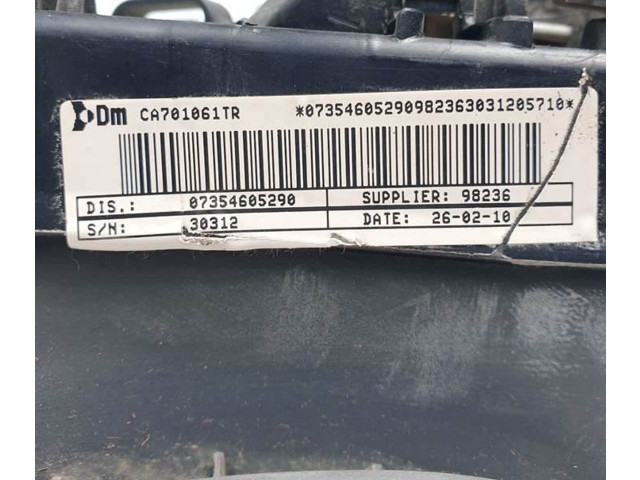 Dm CA701061TR *07354605290982363031205710*
DIS.: 07354605290 SUPPLIER: 98236
S/N: 30312 DATE: 26-02-10